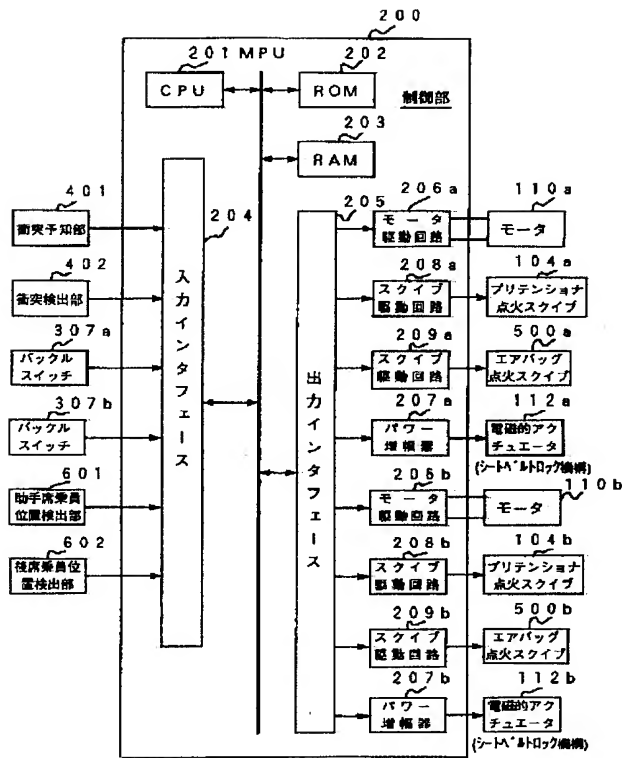 200
201 MPU
202
CPU
ROM
制御部
203
RAM
401
204
205
206a
110a
衝突予知部
モータ
駆動回路
モータ
402
208a
104a
衝突検出部
スクイブ
駆動回路
プリテンショナ
点火スクイブ
307a
209a
500a
バックル
スイッチ
入力インタフェース
スクイブ
駆動回路
エアバッグ
点火スクイブ
307b
出力インタフェース
207a
112a
バックル
スイッチ
パワー
増幅器
電磁的アク
チュエータ
(シートベルトロック機構)
601
206b
110b
助手席乗員
位置検出部
モータ
駆動回路
モータ
602
208b
104b
後席乗員位
置検出部
スクイブ
駆動回路
プリテンショナ
点火スクイブ
209b
500b
スクイブ
駆動回路
エアバッグ
点火スクイブ
207b
112b
パワー
増幅器
電磁的アク
チュエータ
(シートベルトロック機構)